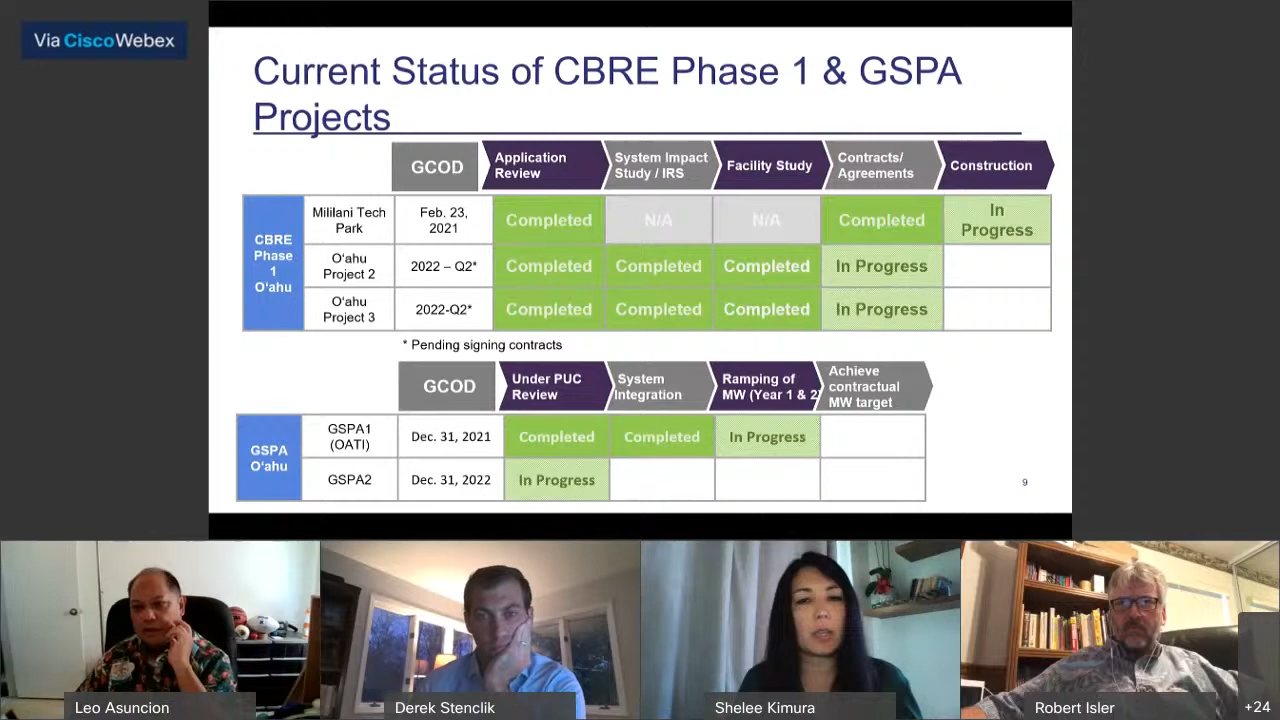 Via CiscoWebex
Current Status of CBRE Phase 1 & GSPA
Projects
GCOD
Application
Review
System Impact
Study / IRS
Facility Study
Contracts/
Agreements
Construction
CBRE
Phase
1
Oʻahu
Mililani Tech
Park
Feb. 23,
2021
Completed
N/A
N/A
Completed
In
Progress
Oʻahu
Project 2
2022 – Q2*
Completed
Completed
Completed
In Progress
Oʻahu
Project 3
2022-Q2*
Completed
Completed
Completed
In Progress
* Pending signing contracts
GCOD
Under PUC
Review
System
Integration
Ramping of
MW (Year 1 & 2)
Achieve
contractual
MW target
GSPA
Oʻahu
GSPA1
(OATI)
Dec. 31, 2021
Completed
Completed
In Progress
GSPA2
Dec. 31, 2022
In Progress
9
Leo Asuncion
Derek Stenclik
Shelee Kimura
Robert Isler
+24